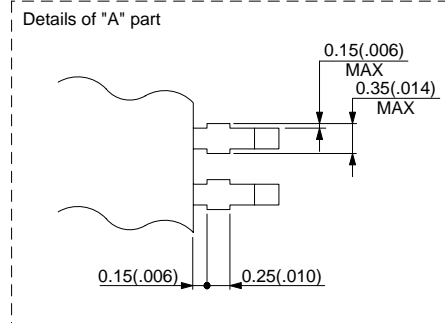 Details of "A" part
0.15(.006)
MAX
0.35(.014)
MAX
0.15(.006)
0.25(.010)